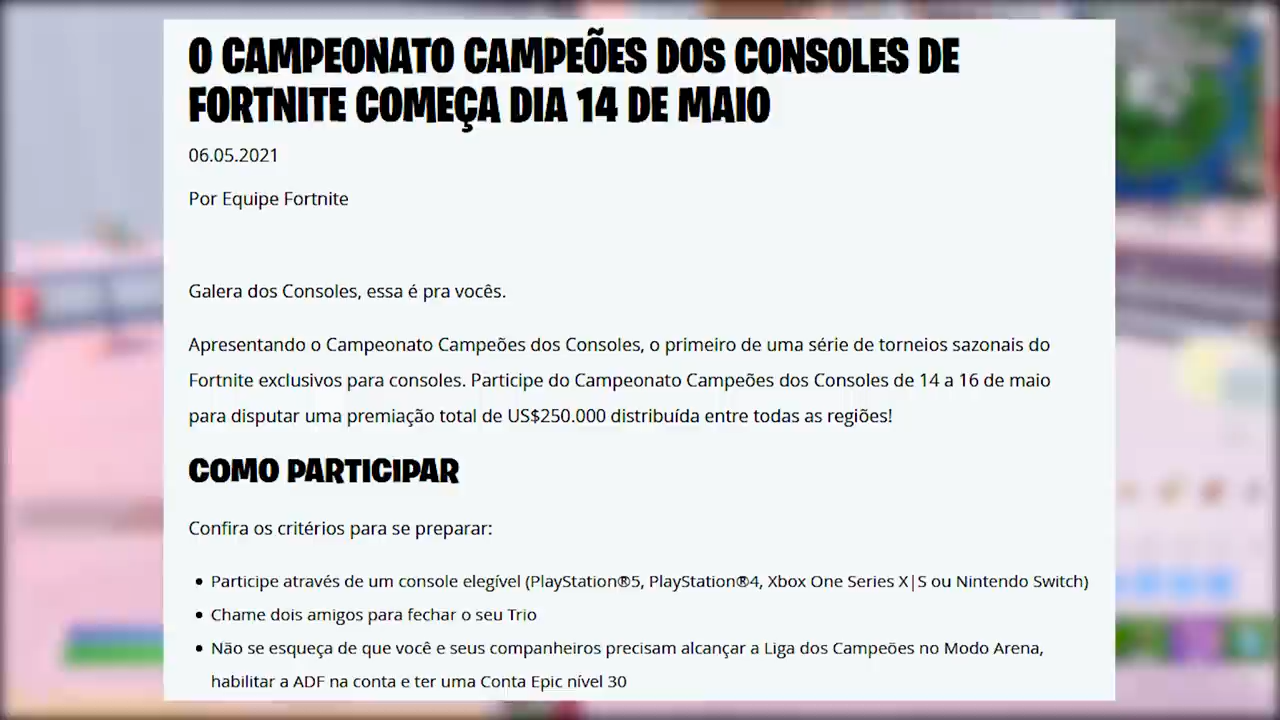 O CAMPEONATO CAMPEÕES DOS CONSOLES DE
FORTNITE COMEÇA DIA 14 DE MAIO
06.05.2021
Por Equipe Fortnite
Galera dos Consoles, essa é pra vocês.
Apresentando o Campeonato Campeões dos Consoles, o primeiro de uma série de torneios sazonais do
Fortnite exclusivos para consoles. Participe do Campeonato Campeões dos Consoles de 14 a 16 de maio
para disputar uma premiação total de US$250.000 distribuída entre todas as regiões!
COMO PARTICIPAR
Confira os critérios para se preparar:
• Participe através de um console elegível (PlayStation®5, PlayStation®4, Xbox One Series X|S ou Nintendo Switch)
• Chame dois amigos para fechar o seu Trio
• Não se esqueça de que você e seus companheiros precisam alcançar a Liga dos Campeões no Modo Arena,
habilitar a ADF na conta e ter uma Conta Epic nível 30